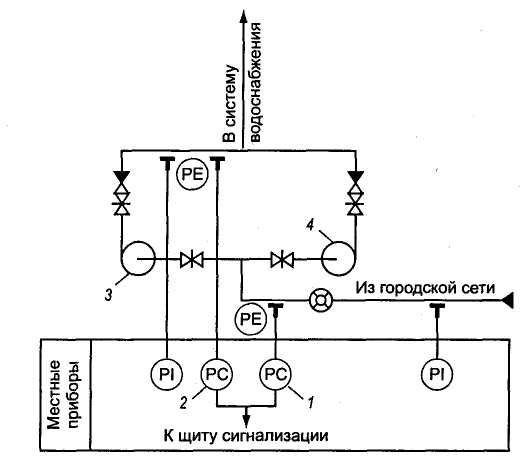 В систему
водоснабжения
PE
4
3
Из городской сети
PE
Местные
приборы
PI
PC
PC
PI
2
1
К щиту сигнализации